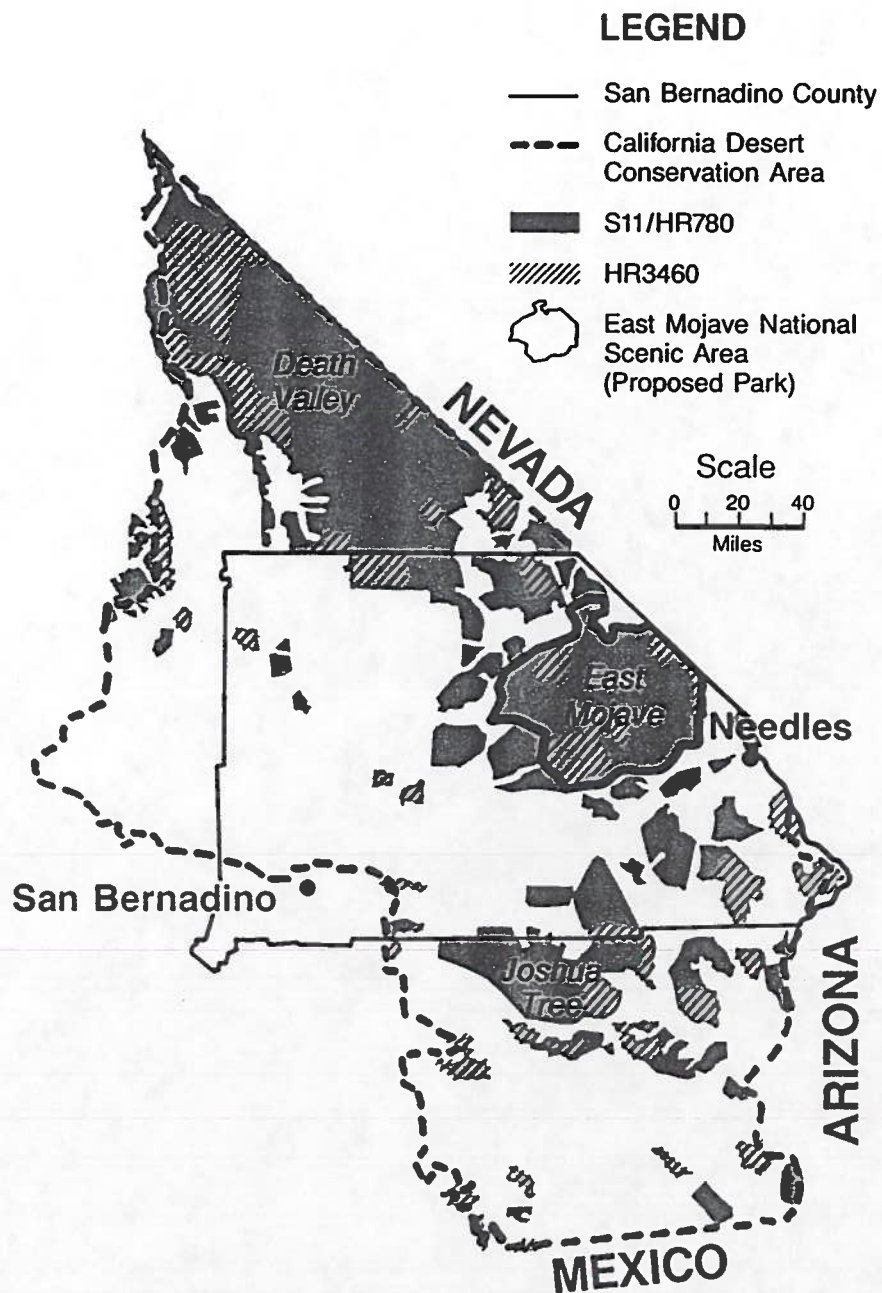 LEGEND
San Bernadino County
California Desert
Conservation Area
S11/HR780
HR3460
East Mojave National
Scenic Area
(Proposed Park)
Scale
0 20 40
Miles
Death
Valley
NEVADA
East
Mojave
Needles
San Bernadino
Joshua
Tree
ARIZONA
MEXICO